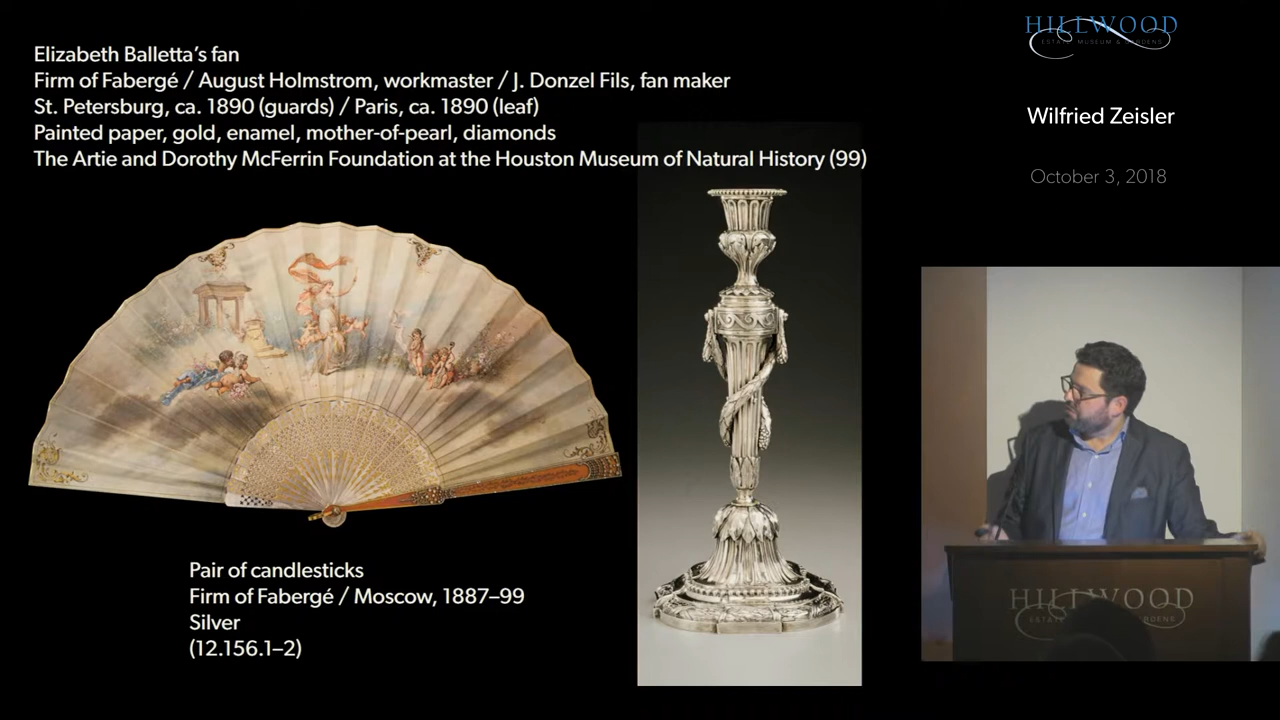 Elizabeth Balletta’s fan
Firm of Fabergé / August Holmstrom, workmaster / J. Donzel Fils, fan maker
St. Petersburg, ca. 1890 (guards) / Paris, ca. 1890 (leaf)
Painted paper, gold, enamel, mother-of-pearl, diamonds
The Artie and Dorothy McFerrin Foundation at the Houston Museum of Natural History (99)
Pair of candlesticks
Firm of Fabergé / Moscow, 1887–99
Silver
(12.156.1–2)
HILLWOOD
ESTATE, MUSEUM & GARDENS
Wilfried Zeisler
October 3, 2018
HILLWOOD